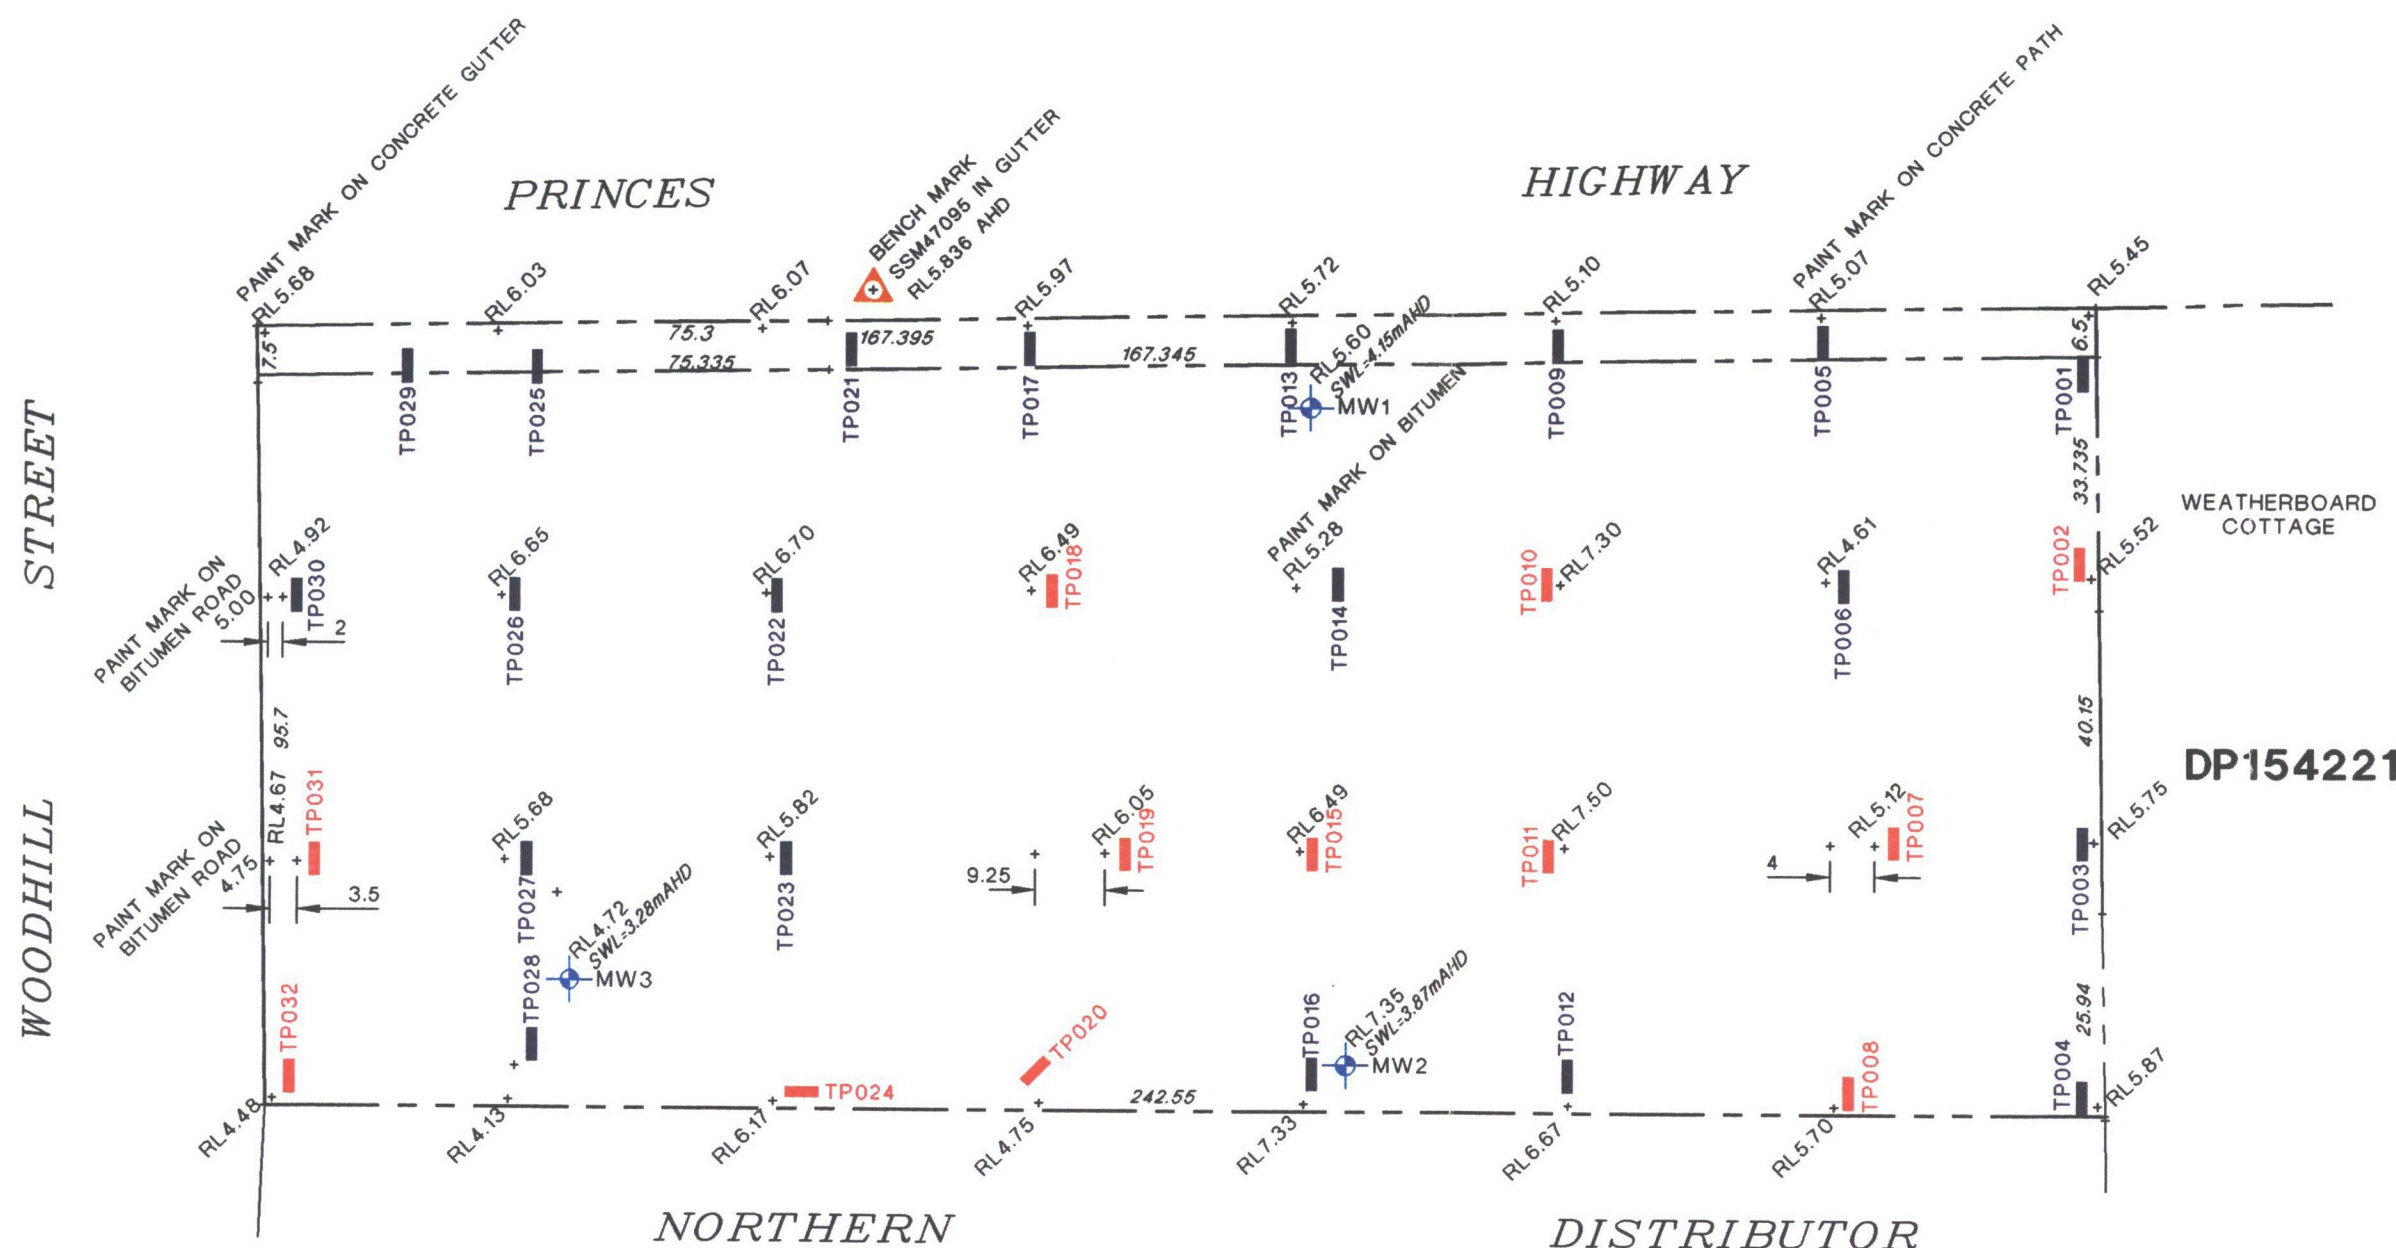 PAINT MARK ON CONCRETE GUTTER
RL5.68
PRINCES
HIGHWAY
BENCH MARK
SSM47095 IN GUTTER
RL5.836 AHD
PAINT MARK ON CONCRETE PATH
RL5.07
RL5.45
RL6.03
RL6.07
RL5.97
RL5.72
RL5.10
7.5
75.3
75.335
167.395
167.345
6.5
RL5.60
SWL=4.15mAHD
MW1
TP029
TP025
TP021
TP017
TP013
TP009
TP005
TP001
33.735
STREET
WEATHERBOARD
COTTAGE
PAINT MARK ON
BITUMEN ROAD
5.00
RL4.92
TP030
2
RL6.65
TP026
RL6.70
TP022
RL6.49
TP018
PAINT MARK ON BITUMEN
RL5.28
TP014
TP010
RL7.30
RL4.61
TP006
TP002
RL5.52
95.7
40.15
DP154221
WOODHILL
PAINT MARK ON
BITUMEN ROAD
4.75
RL4.67
TP031
3.5
RL5.68
TP027
RL5.82
TP023
9.25
RL6.05
TP019
RL6.49
TP015
TP011
RL7.50
4
RL5.12
TP007
TP003
RL5.75
RL4.72
SWL=3.28mAHD
MW3
TP028
TP032
TP024
TP020
TP016
RL7.35
SWL=3.87mAHD
MW2
TP012
TP008
TP004
25.94
RL5.87
242.55
RL4.48
RL4.13
RL6.17
RL4.75
RL7.33
RL6.67
RL5.70
NORTHERN
DISTRIBUTOR